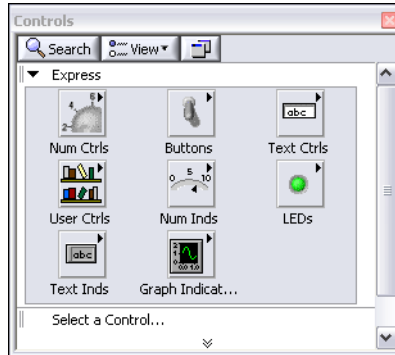 Controls
Search View
Express
Num Ctrls Buttons Text Ctrls
User Ctrls Num Inds LEDs
Text Inds Graph Indicat...
Select a Control...